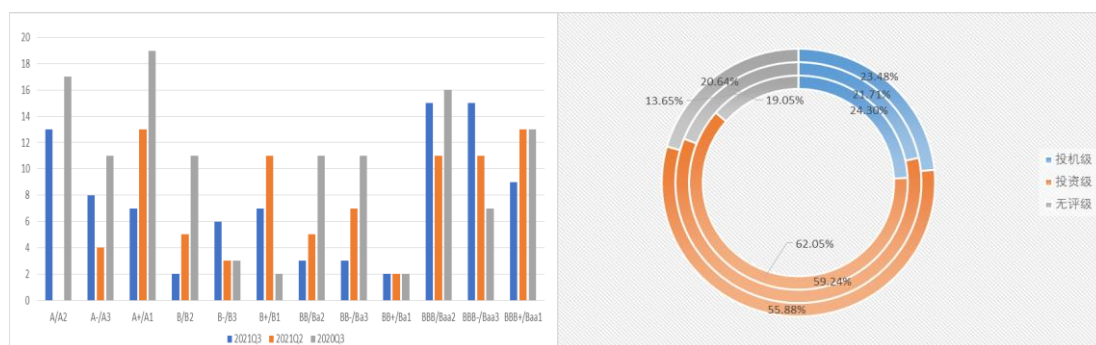 20
18
16
14
12
10
8
6
4
2
0
A/A2 A-/A3 A+/A1 B/B2 B-/B3 B+/B1 BB/Ba2 BB-/Ba3 BB+/Ba1 BBB/Baa2 BBB-/Baa3 BBB+/Baa1
2021Q3 2021Q2 2020Q3
20.64% 23.48%
13.65% 19.05% 21.71%
24.30%
投机级
投资级
无评级
62.05%
59.24%
55.88%